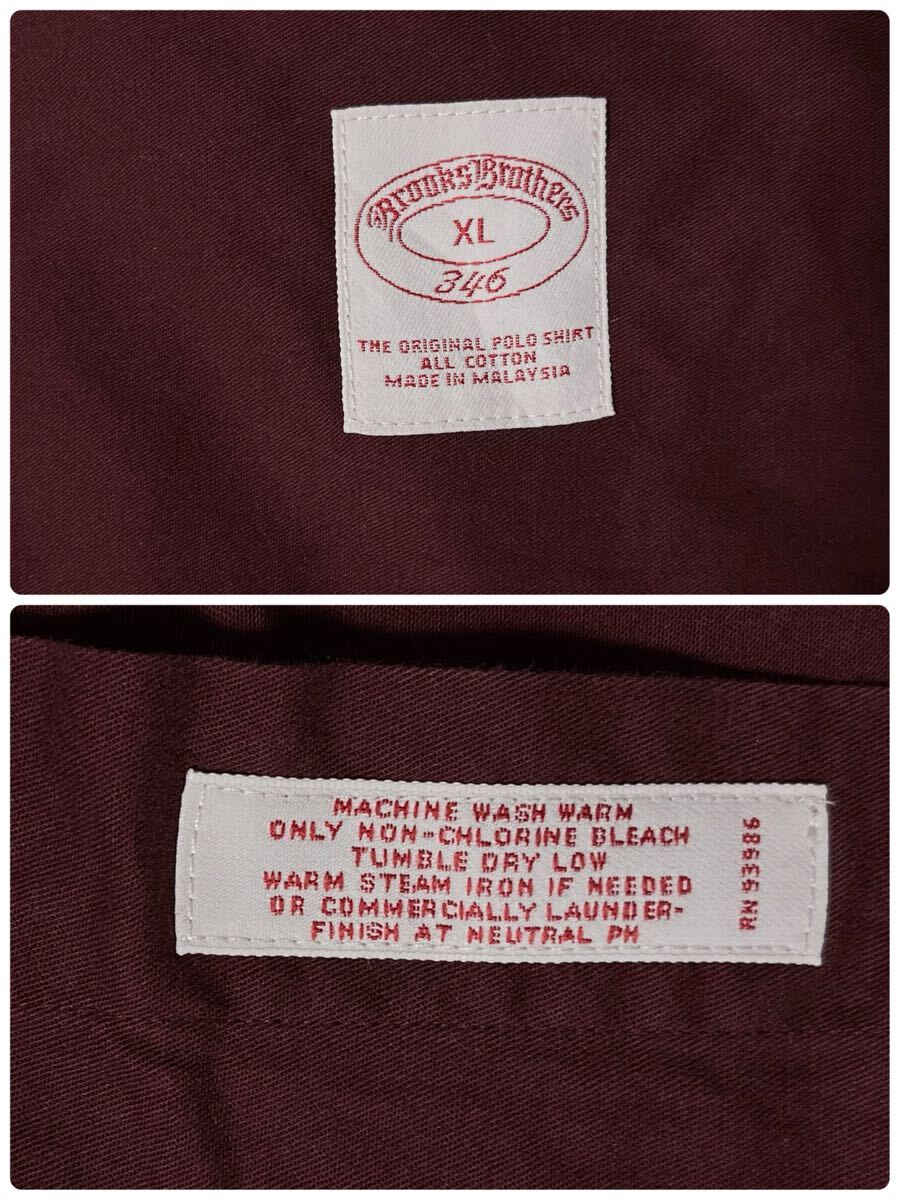 Brooks Brothers
XL
346
THE ORIGINAL POLO SHIRT
ALL COTTON
MADE IN MALAYSIA
MACHINE WASH WARM
ONLY NON-CHLORINE BLEACH
TUMBLE DRY LOW
WARM STEAM IRON IF NEEDED
OR COMMERCIALLY LAUNDER-
FINISH AT NEUTRAL PH
RN 93986